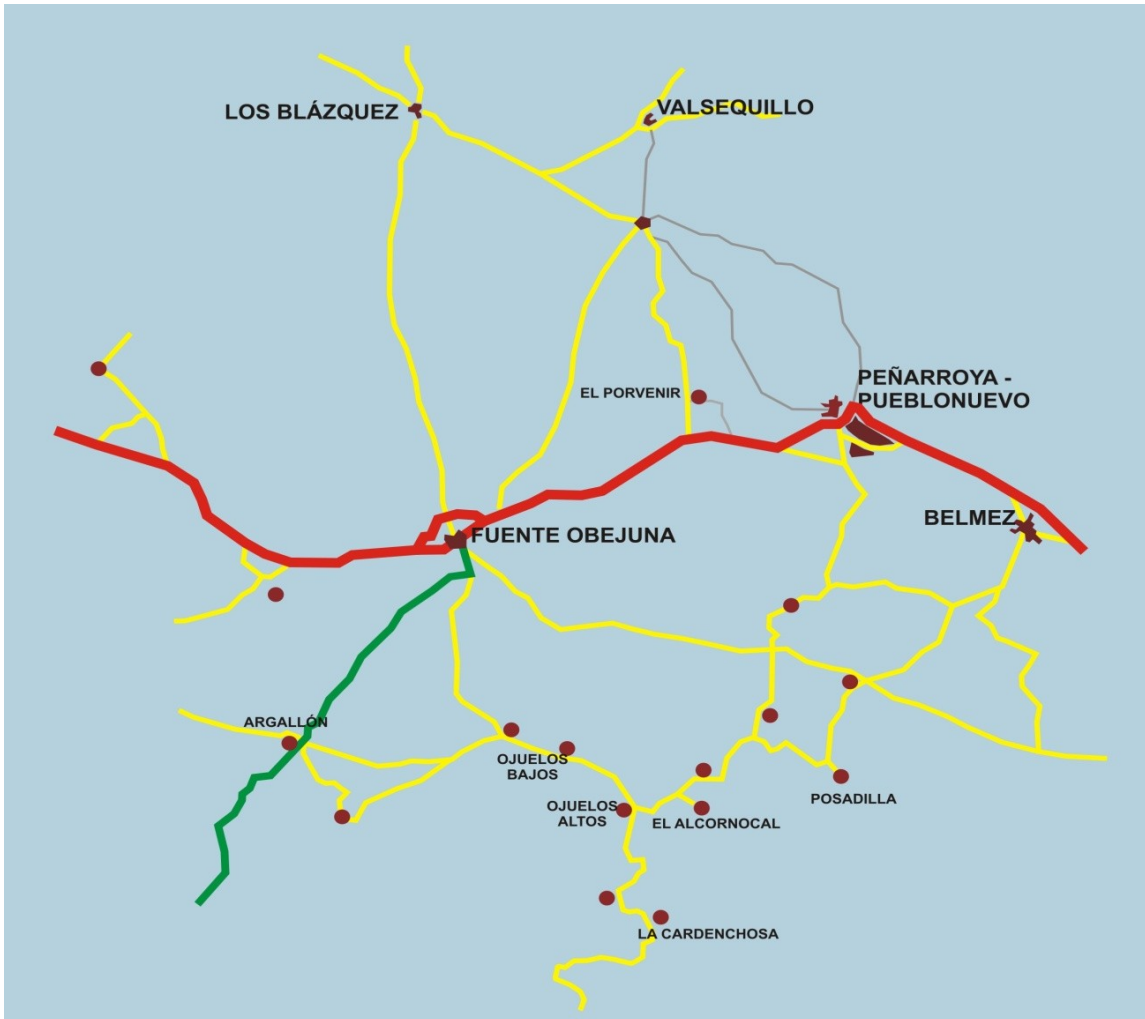 LOS BLÁZQUEZ
VALSEQUILLO
PEÑARROYA -
PUEBLONUEVO
EL PORVENIR
BELMEZ
FUENTE OBEJUNA
ARGALLÓN
OJUELOS
BAJOS
OJUELOS
ALTOS
EL ALCORNOCAL
POSADILLA
LA CARDENCHOSA